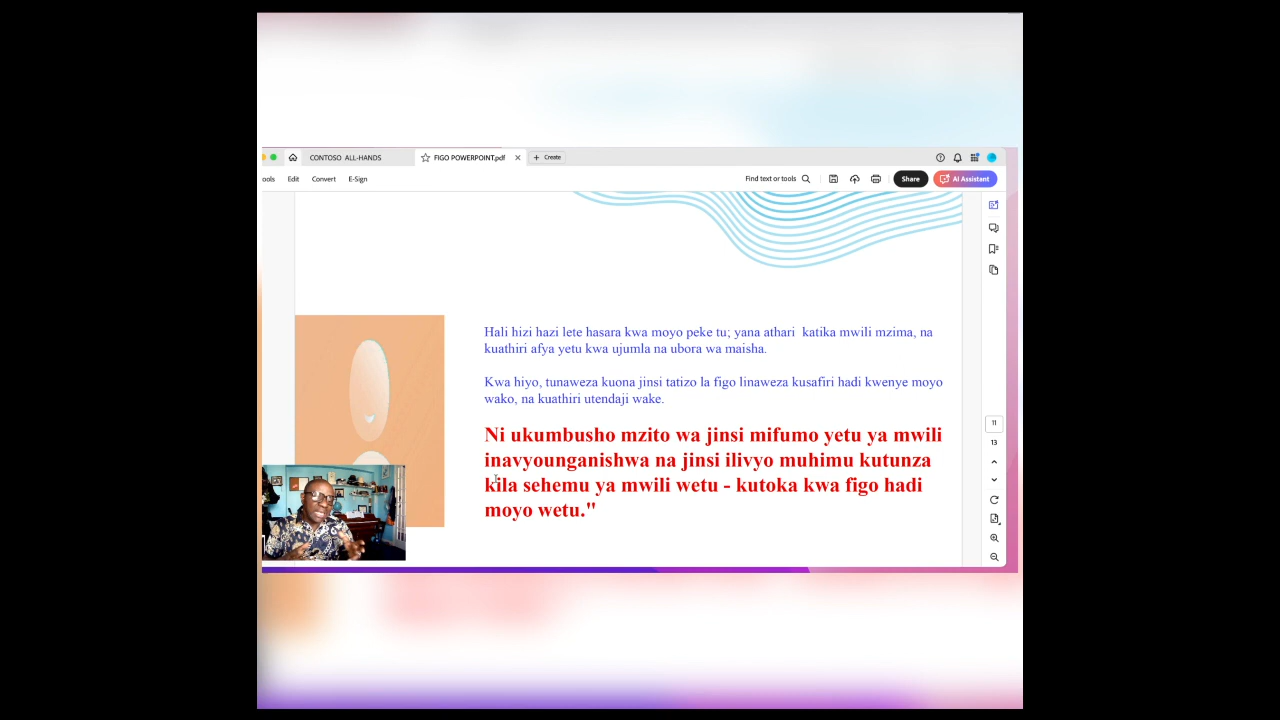 CONTOSO ALL-HANDS
FIGO POWERPOINT.pdf
Create
ools Edit Convert E-Sign
Find text or tools
Share
AI Assistant
Hali hizi hazi lete hasara kwa moyo peke tu; yana athari katika mwili mzima, na
kuathiri afya yetu kwa ujumla na ubora wa maisha.
Kwa hiyo, tunaweza kuona jinsi tatizo la figo linaweza kusafiri hadi kwenye moyo
wako, na kuathiri utendaji wake.
Ni ukumbusho mzito wa jinsi mifumo yetu ya mwili
inavyounganishwa na jinsi ilivyo muhimu kutunza
kila sehemu ya mwili wetu - kutoka kwa figo hadi
moyo wetu."
11
13